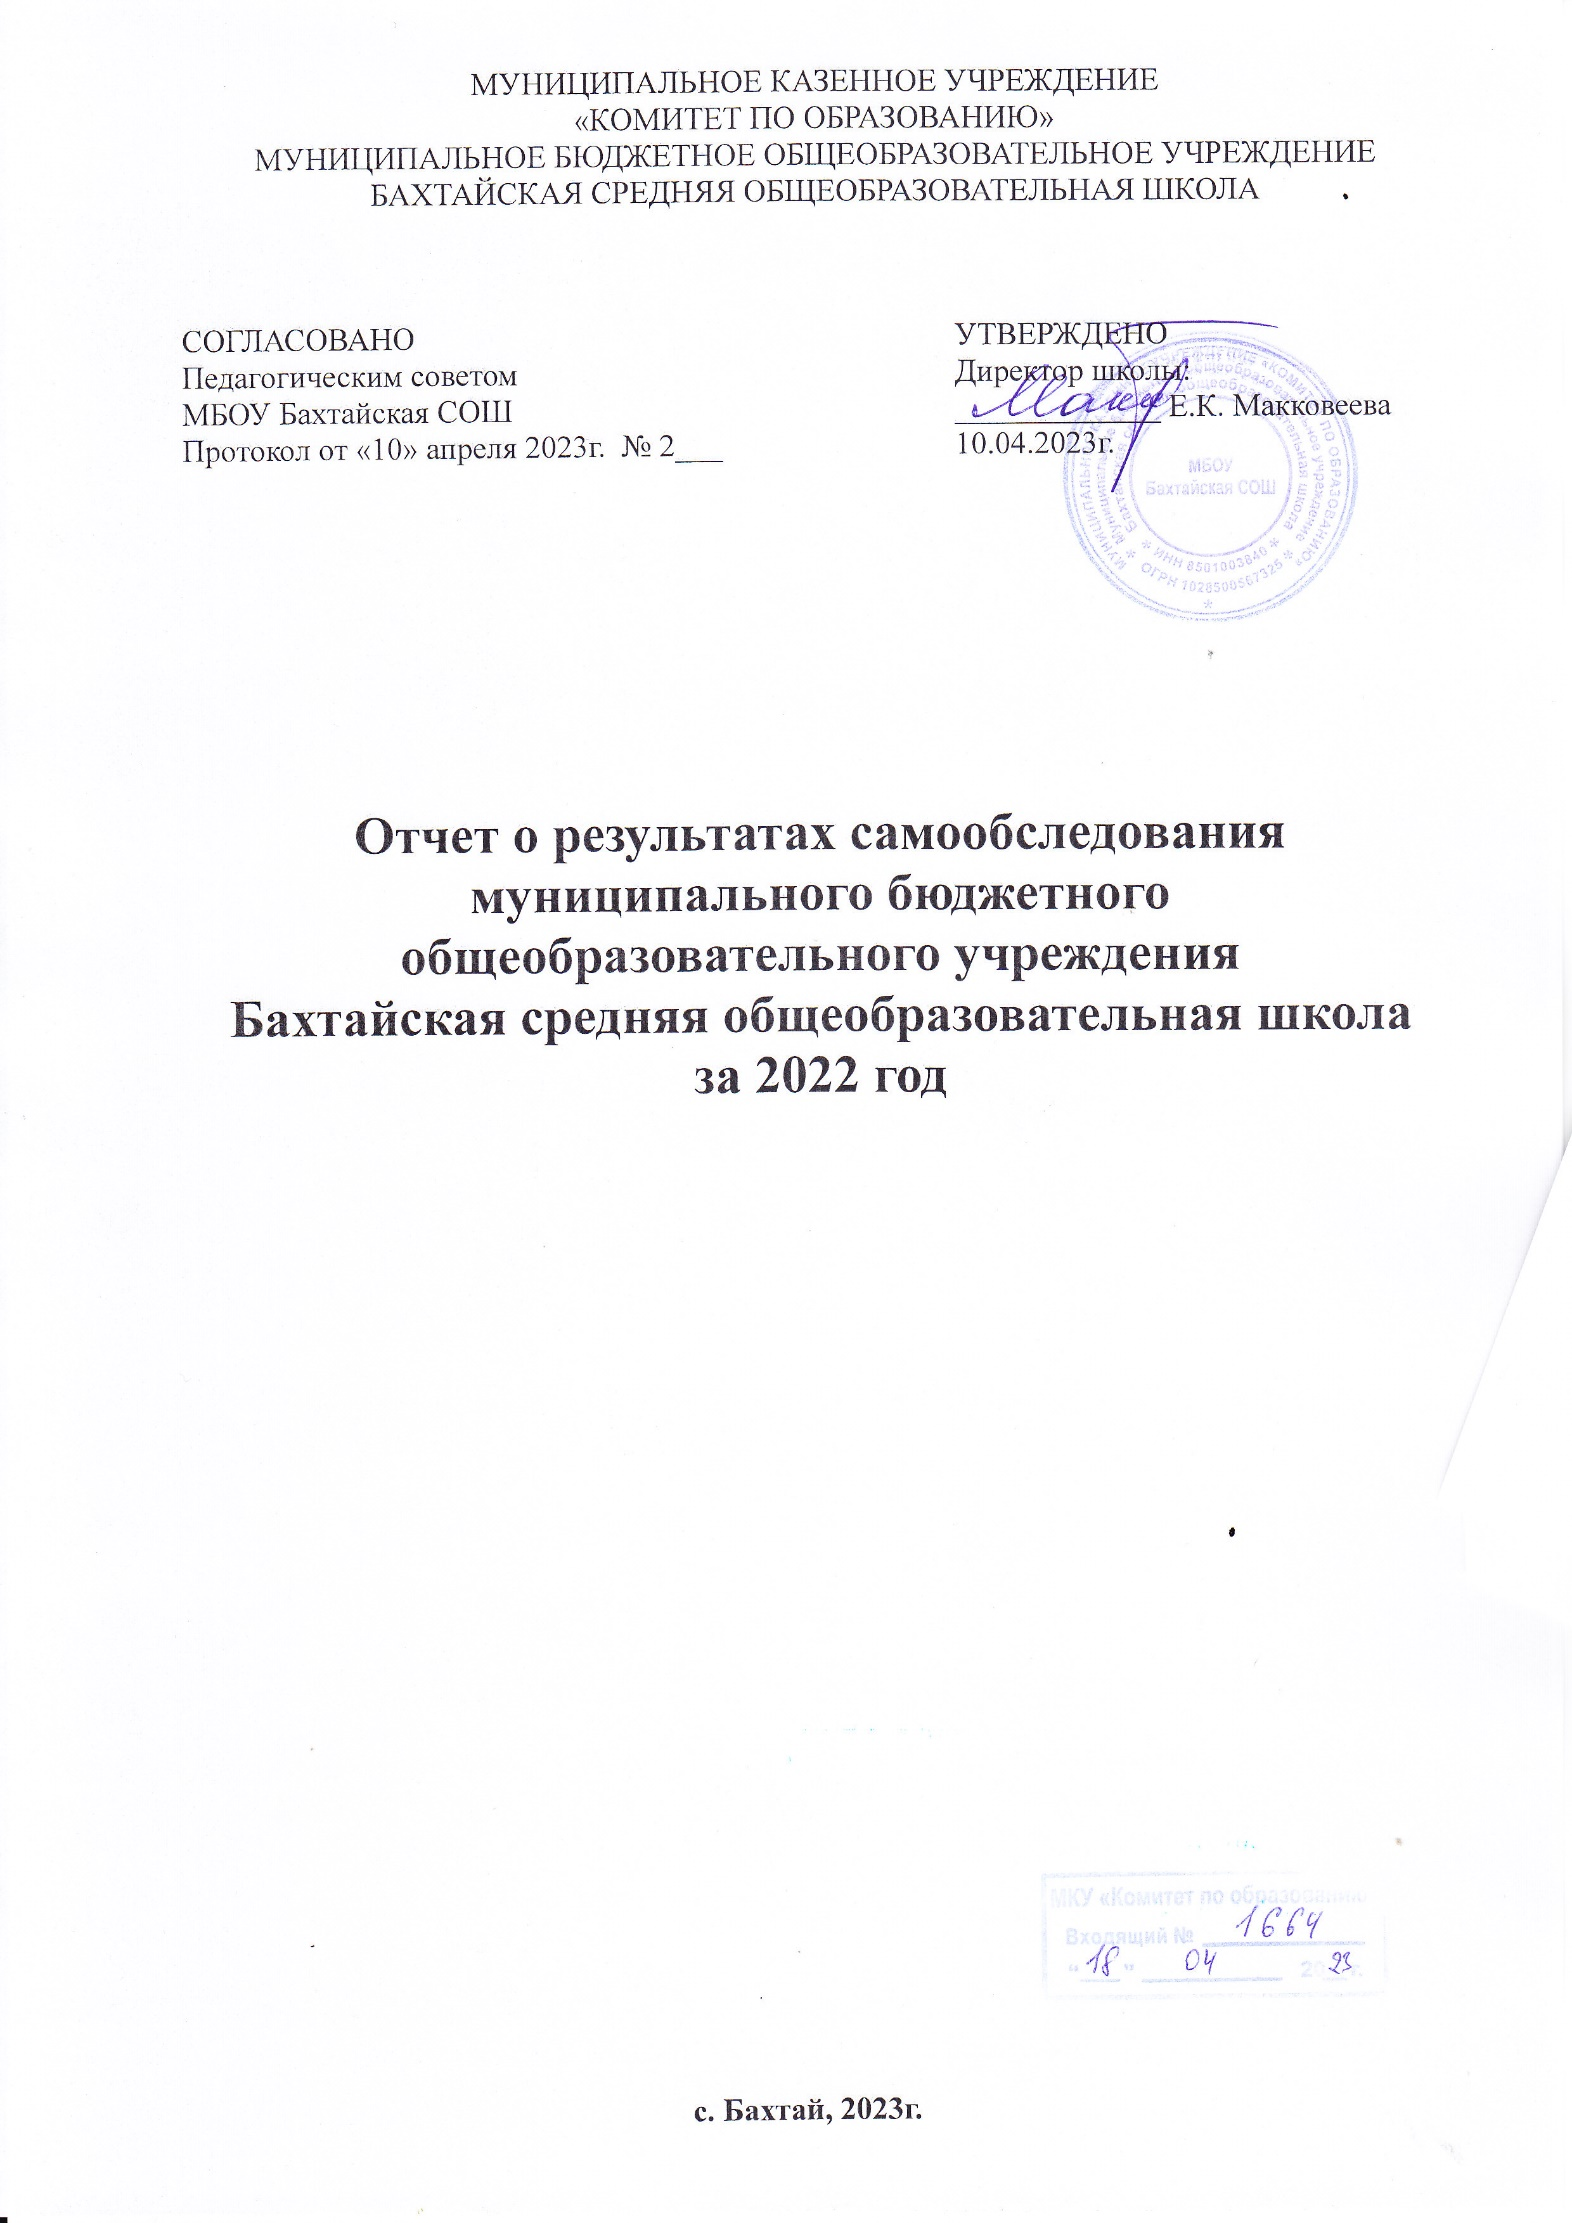 МУНИЦИПАЛЬНОЕ КАЗЕННОЕ УЧРЕЖДЕНИЕ
«КОМИТЕТ ПО ОБРАЗОВАНИЮ»
МУНИЦИПАЛЬНОЕ БЮДЖЕТНОЕ ОБЩЕОБРАЗОВАТЕЛЬНОЕ УЧРЕЖДЕНИЕ
БАХТАЙСКАЯ СРЕДНЯЯ ОБЩЕОБРАЗОВАТЕЛЬНАЯ ШКОЛА
СОГЛАСОВАНО
Педагогическим советом
МБОУ Бахтайская СОШ
Протокол от «10» апреля 2023г. № 2___
УТВЕРЖДЕНО
Директор школы:
Е.К. Макковеева
10.04.2023г.
МБОУ
Бахтайская СОШ
* ИНН 8501003840 *
* ОГРН 1028500567325 *
Отчет о результатах самообследования
муниципального бюджетного
общеобразовательного учреждения
Бахтайская средняя общеобразовательная школа
за 2022 год
МКУ «Комитет по образованию
Входящий № 1664
"18" 04 2023 г.
с. Бахтай, 2023г.